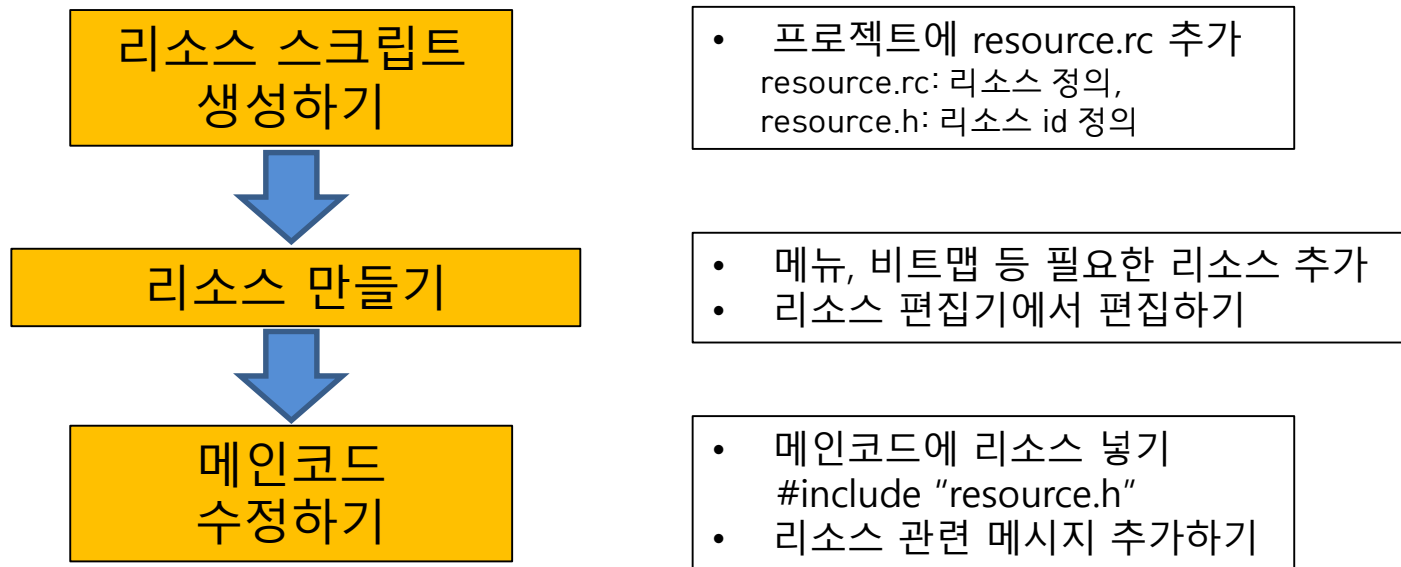 리소스 스크립트
생성하기
• 프로젝트에 resource.rc 추가
resource.rc: 리소스 정의,
resource.h: 리소스 id 정의
리소스 만들기
• 메뉴, 비트맵 등 필요한 리소스 추가
• 리소스 편집기에서 편집하기
메인코드
수정하기
• 메인코드에 리소스 넣기
#include “resource.h”
• 리소스 관련 메시지 추가하기